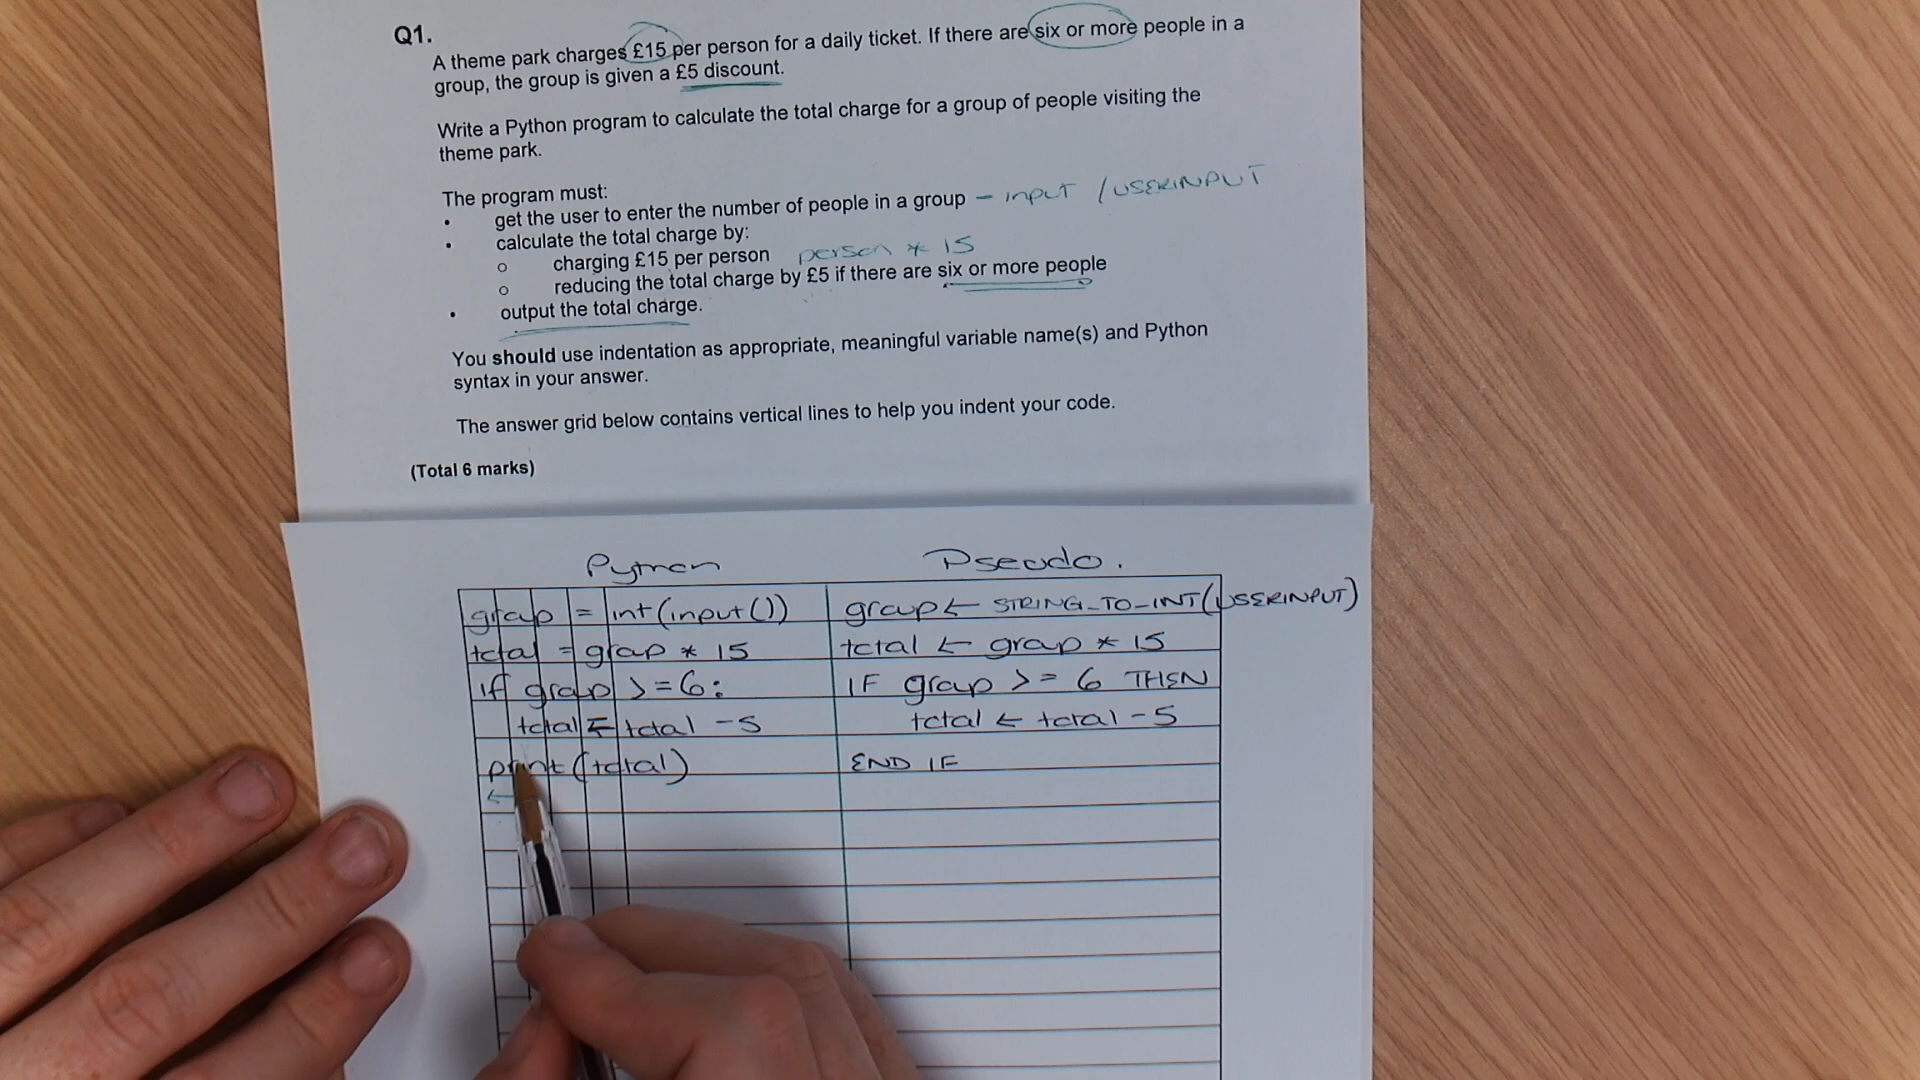 Q1.
A theme park charges £15 per person for a daily ticket. If there are six or more people in a
group, the group is given a £5 discount.
Write a Python program to calculate the total charge for a group of people visiting the
theme park.
The program must:
• get the user to enter the number of people in a group – input / USERINPUT
• calculate the total charge by:
o charging £15 per person person * 15
o reducing the total charge by £5 if there are six or more people
• output the total charge.
You should use indentation as appropriate, meaningful variable name(s) and Python
syntax in your answer.
The answer grid below contains vertical lines to help you indent your code.
(Total 6 marks)
Python Pseudo.
group = int(input()) group ← STRING_TO_INT(USERINPUT)
total = group * 15 total ← group * 15
if group >= 6: IF group >= 6 THEN
total = total - 5 total ← total - 5
print(total) END IF
←